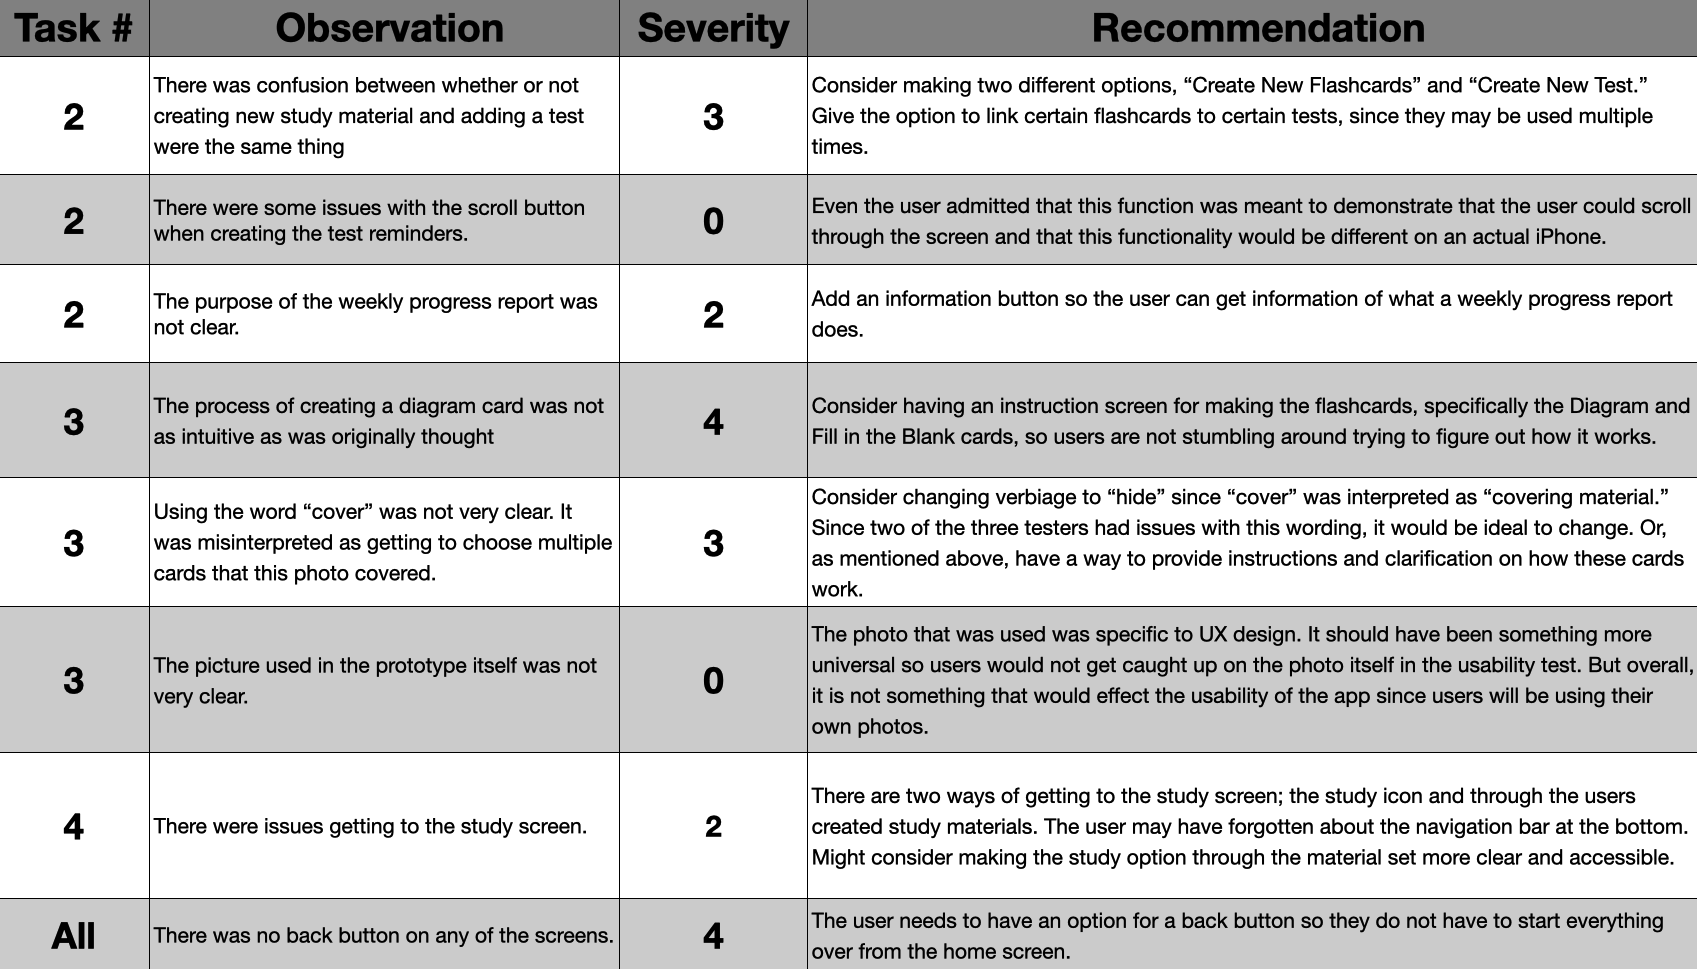 Task # Observation Severity Recommendation
There was confusion between whether or not
creating new study material and adding a test
were the same thing
2
3
Consider making two different options, “Create New Flashcards” and “Create New Test.”
Give the option to link certain flashcards to certain tests, since they may be used multiple
times.
2
There were some issues with the scroll button
when creating the test reminders.
0
Even the user admitted that this function was meant to demonstrate that the user could scroll
through the screen and that this functionality would be different on an actual iPhone.
2
The purpose of the weekly progress report was
not clear.
2
Add an information button so the user can get information of what a weekly progress report
does.
3
The process of creating a diagram card was not
as intuitive as was originally thought
4
Consider having an instruction screen for making the flashcards, specifically the Diagram and
Fill in the Blank cards, so users are not stumbling around trying to figure out how it works.
3
Using the word “cover” was not very clear. It
was misinterpreted as getting to choose multiple
cards that this photo covered.
3
Consider changing verbiage to “hide” since “cover” was interpreted as “covering material.”
Since two of the three testers had issues with this wording, it would be ideal to change. Or,
as mentioned above, have a way to provide instructions and clarification on how these cards
work.
3
The picture used in the prototype itself was not
very clear.
0
The photo that was used was specific to UX design. It should have been something more
universal so users would not get caught up on the photo itself in the usability test. But overall,
it is not something that would effect the usability of the app since users will be using their
own photos.
4
There were issues getting to the study screen.
2
There are two ways of getting to the study screen; the study icon and through the users
created study materials. The user may have forgotten about the navigation bar at the bottom.
Might consider making the study option through the material set more clear and accessible.
All
There was no back button on any of the screens.
4
The user needs to have an option for a back button so they do not have to start everything
over from the home screen.